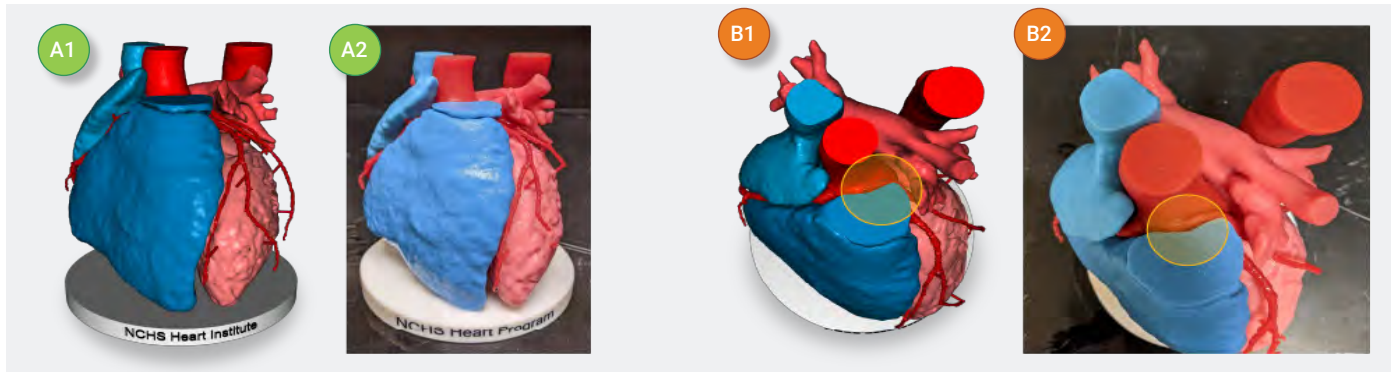 A1
A2
B1
B2
NCHS Heart Institute
NCHS Heart Program